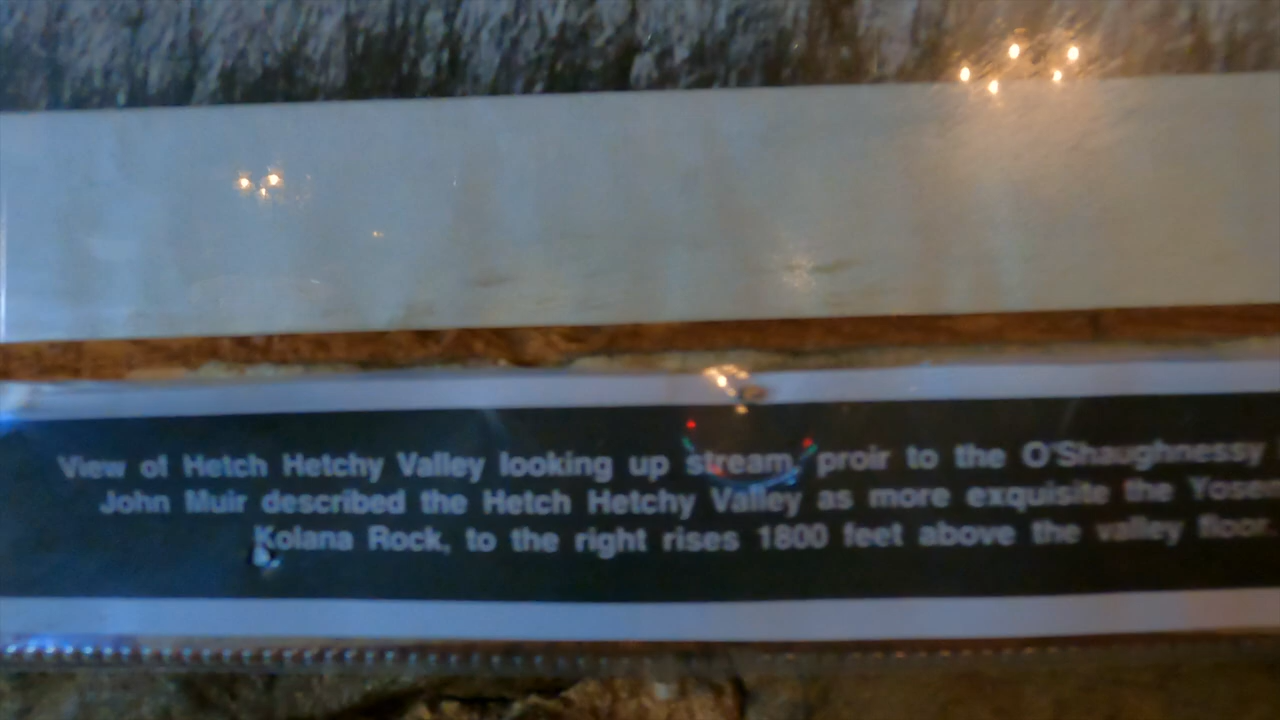 View of Hetch Hetchy Valley looking up stream, proir to the O'Shaughnessy
John Muir described the Hetch Hetchy Valley as more exquisite the
Kolana Rock, to the right rises 1800 feet above the valley floor.